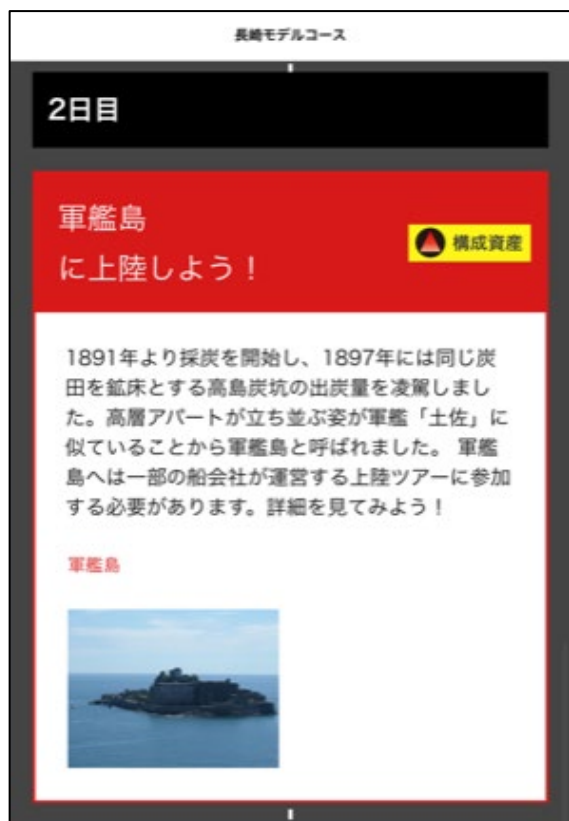 長崎モデルコース
2日目
軍艦島
に上陸しよう！
構成資産
1891年より採炭を開始し、1897年には同じ炭
田を鉱床とする高島炭坑の出炭量を凌駕しまし
た。高層アパートが立ち並ぶ姿が軍艦「土佐」に
似ていることから軍艦島と呼ばれました。 軍艦
島へは一部の船会社が運営する上陸ツアーに参加
する必要があります。詳細を見てみよう！
軍艦島